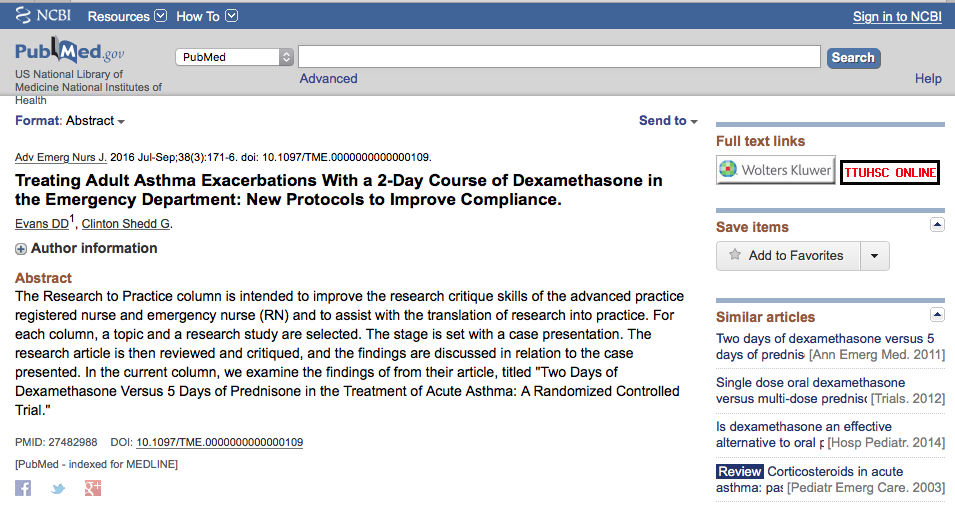 NCBI Resources How To Sign in to NCBI
PubMed.gov
US National Library of
Medicine National Institutes of
Health
PubMed
Search
Advanced
Help
Format: Abstract
Send to
Adv Emerg Nurs J. 2016 Jul-Sep;38(3):171-6. doi: 10.1097/TME.0000000000000109.
Treating Adult Asthma Exacerbations With a 2-Day Course of Dexamethasone in
the Emergency Department: New Protocols to Improve Compliance.
Evans DD1, Clinton Shedd G.
Author information
Abstract
The Research to Practice column is intended to improve the research critique skills of the advanced practice
registered nurse and emergency nurse (RN) and to assist with the translation of research into practice. For
each column, a topic and a research study are selected. The stage is set with a case presentation. The
research article is then reviewed and critiqued, and the findings are discussed in relation to the case
presented. In the current column, we examine the findings of from their article, titled "Two Days of
Dexamethasone Versus 5 Days of Prednisone in the Treatment of Acute Asthma: A Randomized Controlled
Trial."
PMID: 27482988 DOI: 10.1097/TME.0000000000000109
[PubMed - indexed for MEDLINE]
Full text links
Wolters Kluwer
TTUHSC ONLINE
Save items
Add to Favorites
Similar articles
Two days of dexamethasone versus 5
days of prednis [Ann Emerg Med. 2011]
Single dose oral dexamethasone
versus multi-dose prednisc [Trials. 2012]
Is dexamethasone an effective
alternative to oral p [Hosp Pediatr. 2014]
Review Corticosteroids in acute
asthma: pas [Pediatr Emerg Care. 2003]